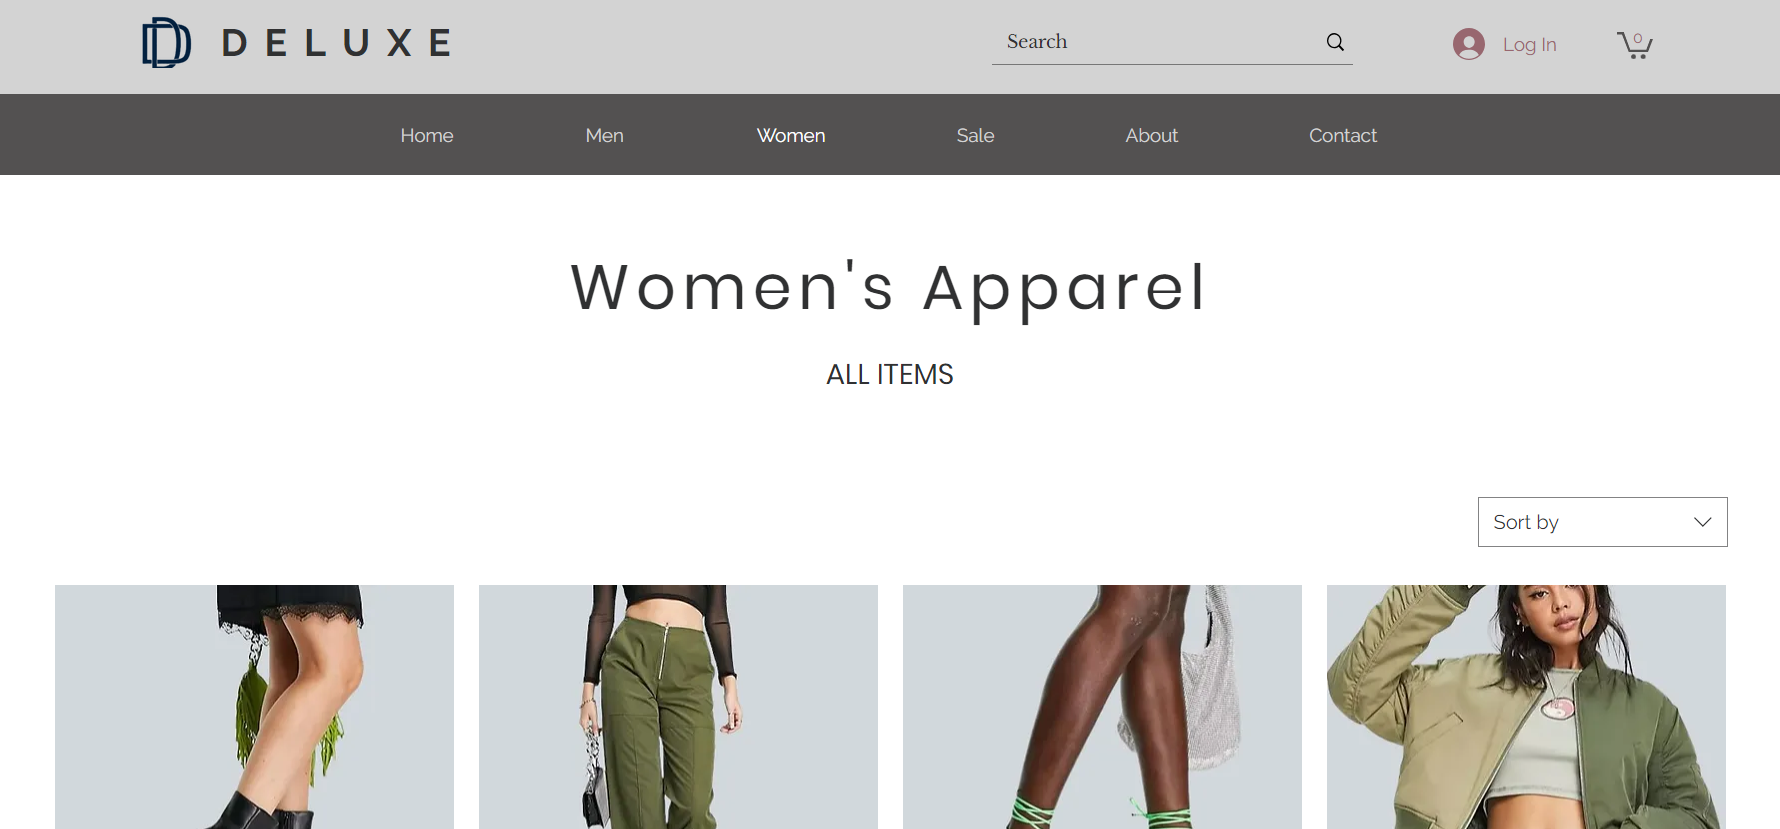 DELUXE
Search
Log In
0
Home
Men
Women
Sale
About
Contact
Women's Apparel
ALL ITEMS
Sort by